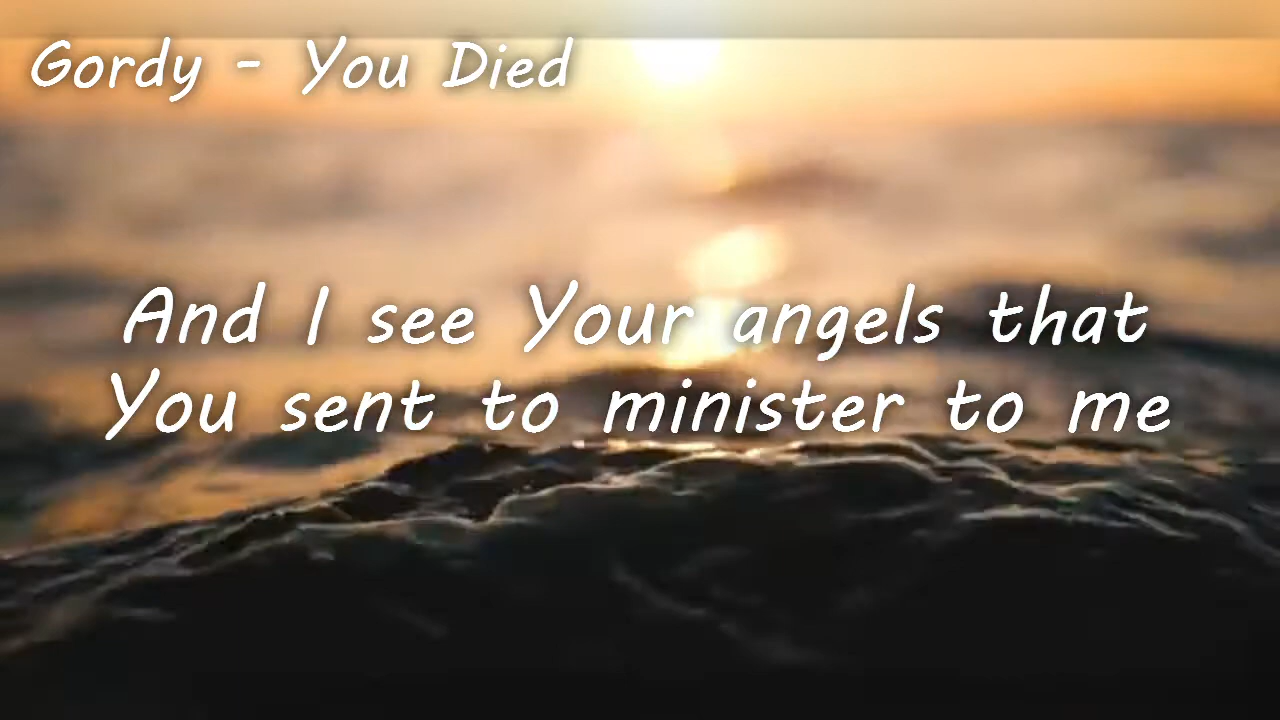 Gordy - You Died
And I see Your angels that
You sent to minister to me